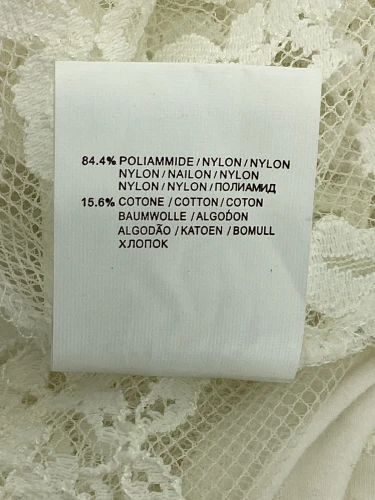 84.4% POLIAMMIDE / NYLON / NYLON
NYLON / NAILON / NYLON
NYLON / NYLON / ПОЛИАМИД
15.6% COTONE / COTTON / COTON
BAUMWOLLE / ALGODÓN
ALGODÃO / KATOEN / BOMULL
ХЛОПОК